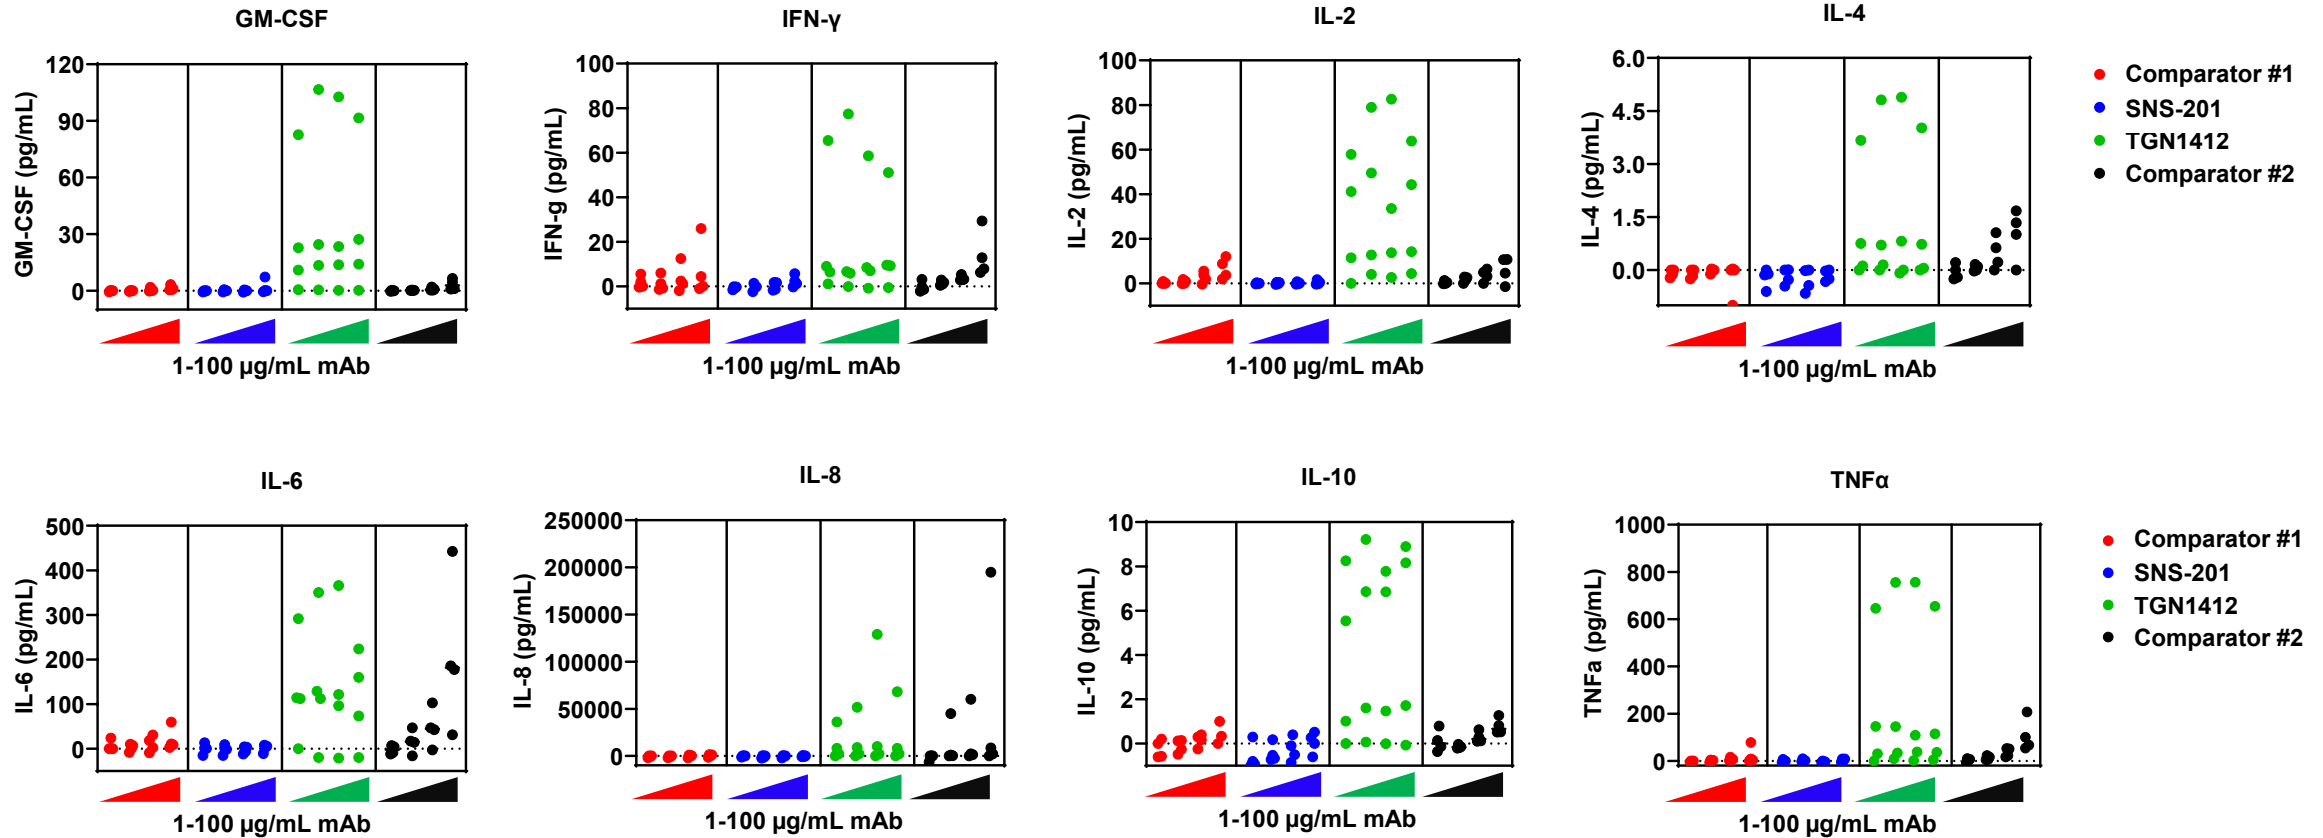 GM-CSF
IFN-γ
IL-2
IL-4
GM-CSF (pg/mL)
120
90
60
30
0
1-100 µg/mL mAb
IFN-g (pg/mL)
100
80
60
40
20
0
1-100 µg/mL mAb
IL-2 (pg/mL)
100
80
60
40
20
0
1-100 µg/mL mAb
IL-4 (pg/mL)
6.0
4.5
3.0
1.5
0.0
1-100 µg/mL mAb
Comparator #1
SNS-201
TGN1412
Comparator #2
IL-6
IL-8
IL-10
TNFα
IL-6 (pg/mL)
500
400
300
200
100
0
1-100 µg/mL mAb
IL-8 (pg/mL)
250000
200000
150000
100000
50000
0
1-100 µg/mL mAb
IL-10 (pg/mL)
10
8
6
4
2
0
1-100 µg/mL mAb
TNFa (pg/mL)
1000
800
600
400
200
0
1-100 µg/mL mAb
Comparator #1
SNS-201
TGN1412
Comparator #2